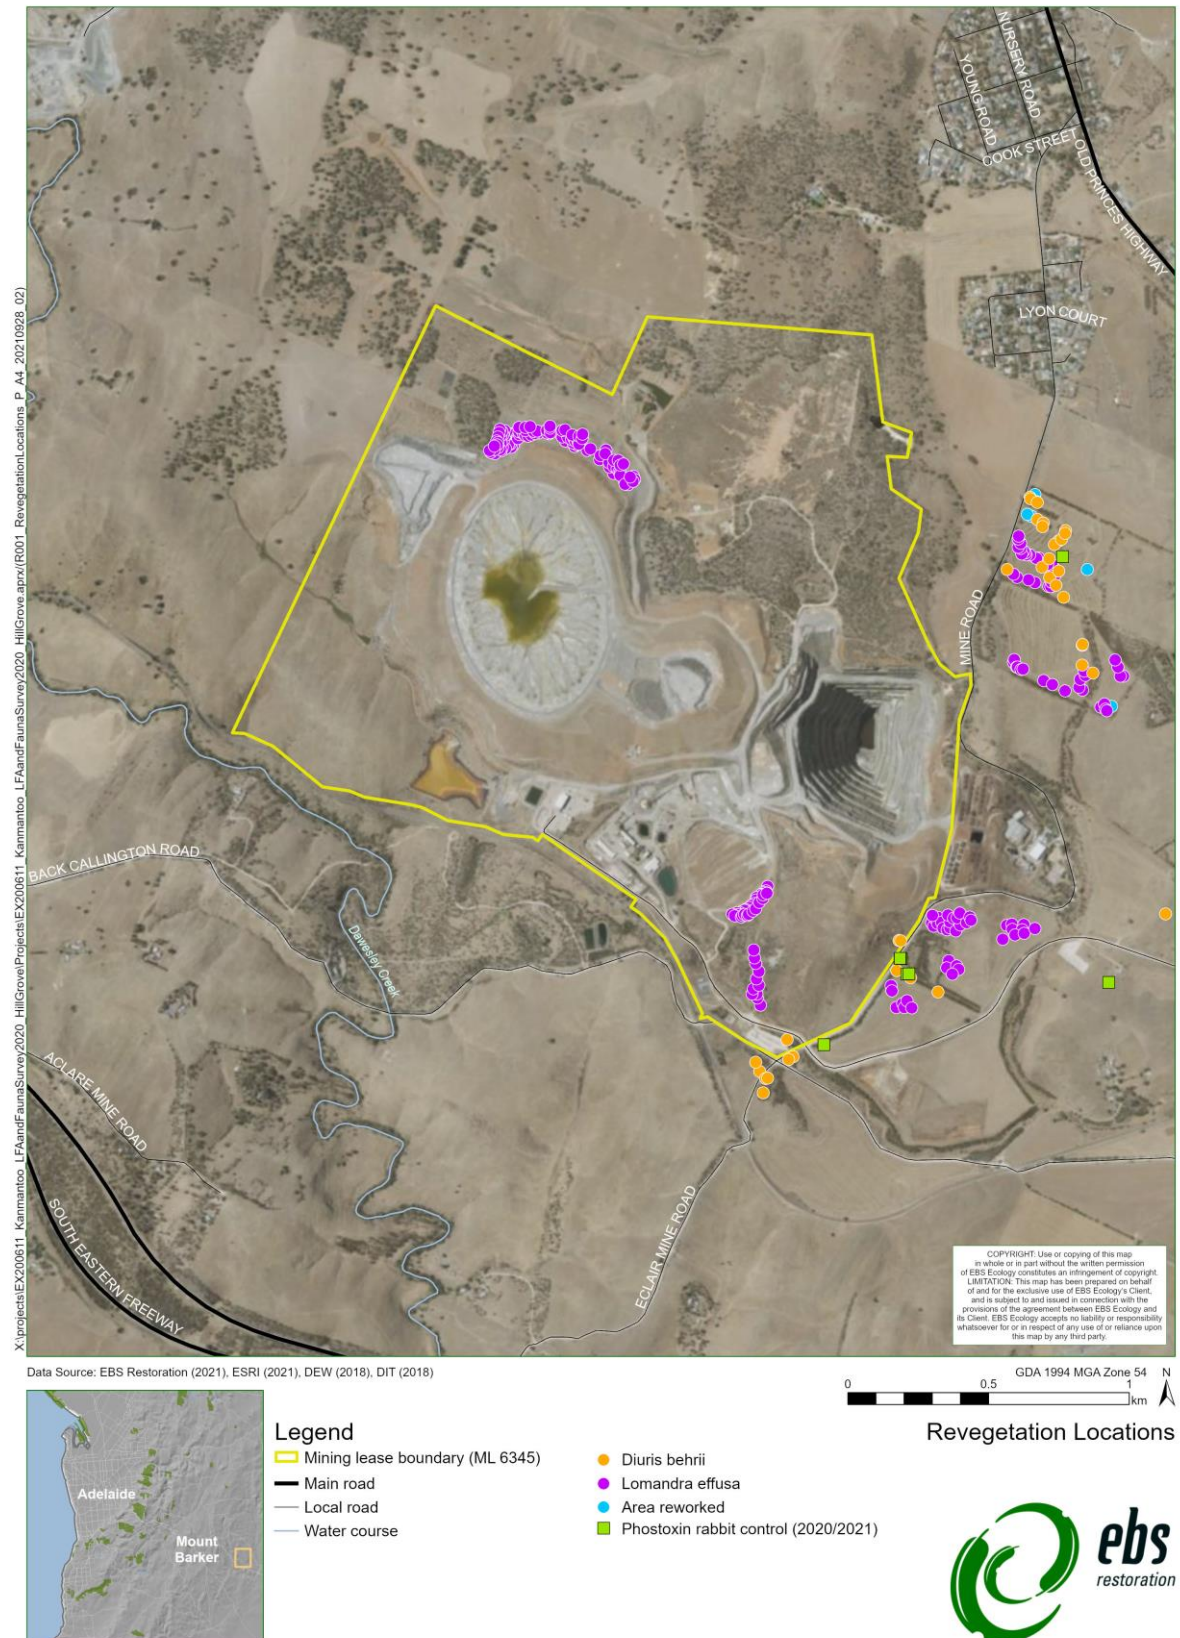 X:\projects\EX200611_Kanmantoo_LFAandFaunaSurvey2020_HillGrove\Projects\EX200611_Kanmantoo_LFAandFaunaSurvey2020_HillGrove.aprx/(R001_RevegetationLocations_P_A4_20210928_02)
NURSERY ROAD
YOUNG ROAD
COOK STREET
OLD PRINCES HIGHWAY
LYON COURT
MINE ROAD
BACK CALLINGTON ROAD
Dawesley Creek
ACLARE MINE ROAD
SOUTH EASTERN FREEWAY
ECLAIR MINE ROAD
COPYRIGHT: Use or copying of this map
in whole or in part without the written permission
of EBS Ecology constitutes an infringement of copyright.
LIMITATION: This map has been prepared on behalf
of and for the exclusive use of EBS Ecology's Client,
and is subject to and issued in connection with the
provisions of the agreement between EBS Ecology and
its Client. EBS Ecology accepts no liability or responsibility
whatsoever for or in respect of any use of or reliance upon
this map by any third party.
Data Source: EBS Restoration (2021), ESRI (2021), DEW (2018), DIT (2018)
GDA 1994 MGA Zone 54
N
0 0.5 1
km
Adelaide
Mount
Barker
Legend
Mining lease boundary (ML 6345)
Main road
Local road
Water course
Diuris behrii
Lomandra effusa
Area reworked
Phostoxin rabbit control (2020/2021)
Revegetation Locations
ebs
restoration